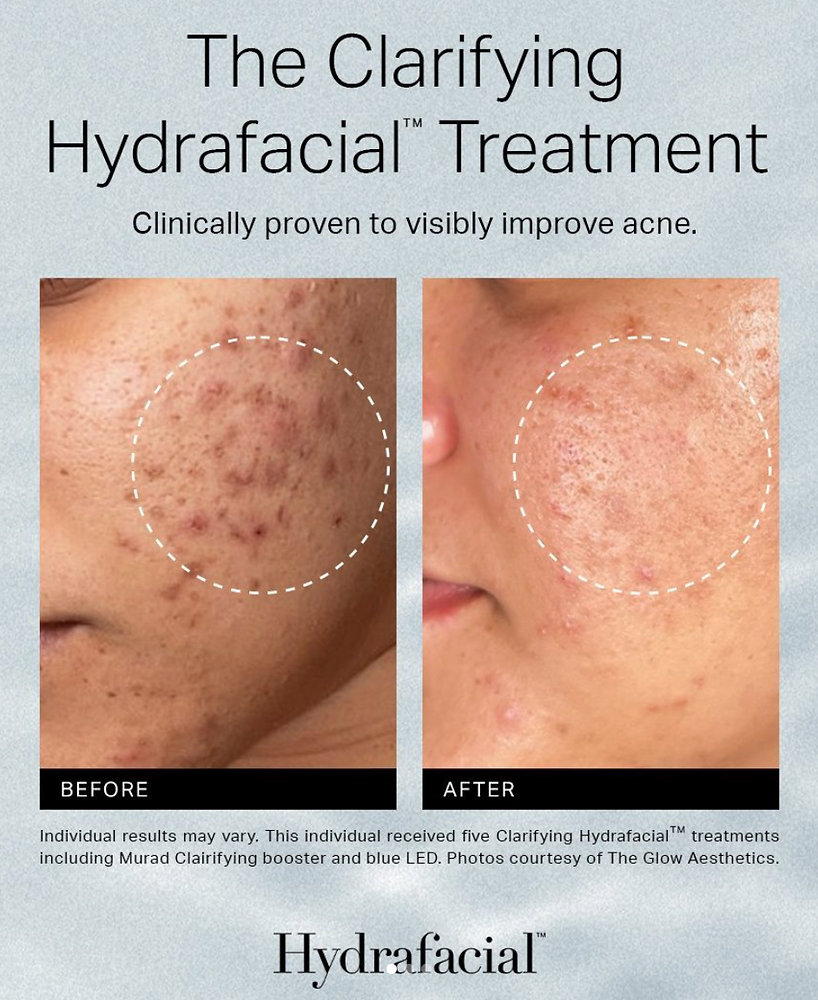 The Clarifying
Hydrafacial™ Treatment
Clinically proven to visibly improve acne.
BEFORE
AFTER
Individual results may vary. This individual received five Clarifying Hydrafacial™ treatments
including Murad Clairifying booster and blue LED. Photos courtesy of The Glow Aesthetics.
Hydrafacial™